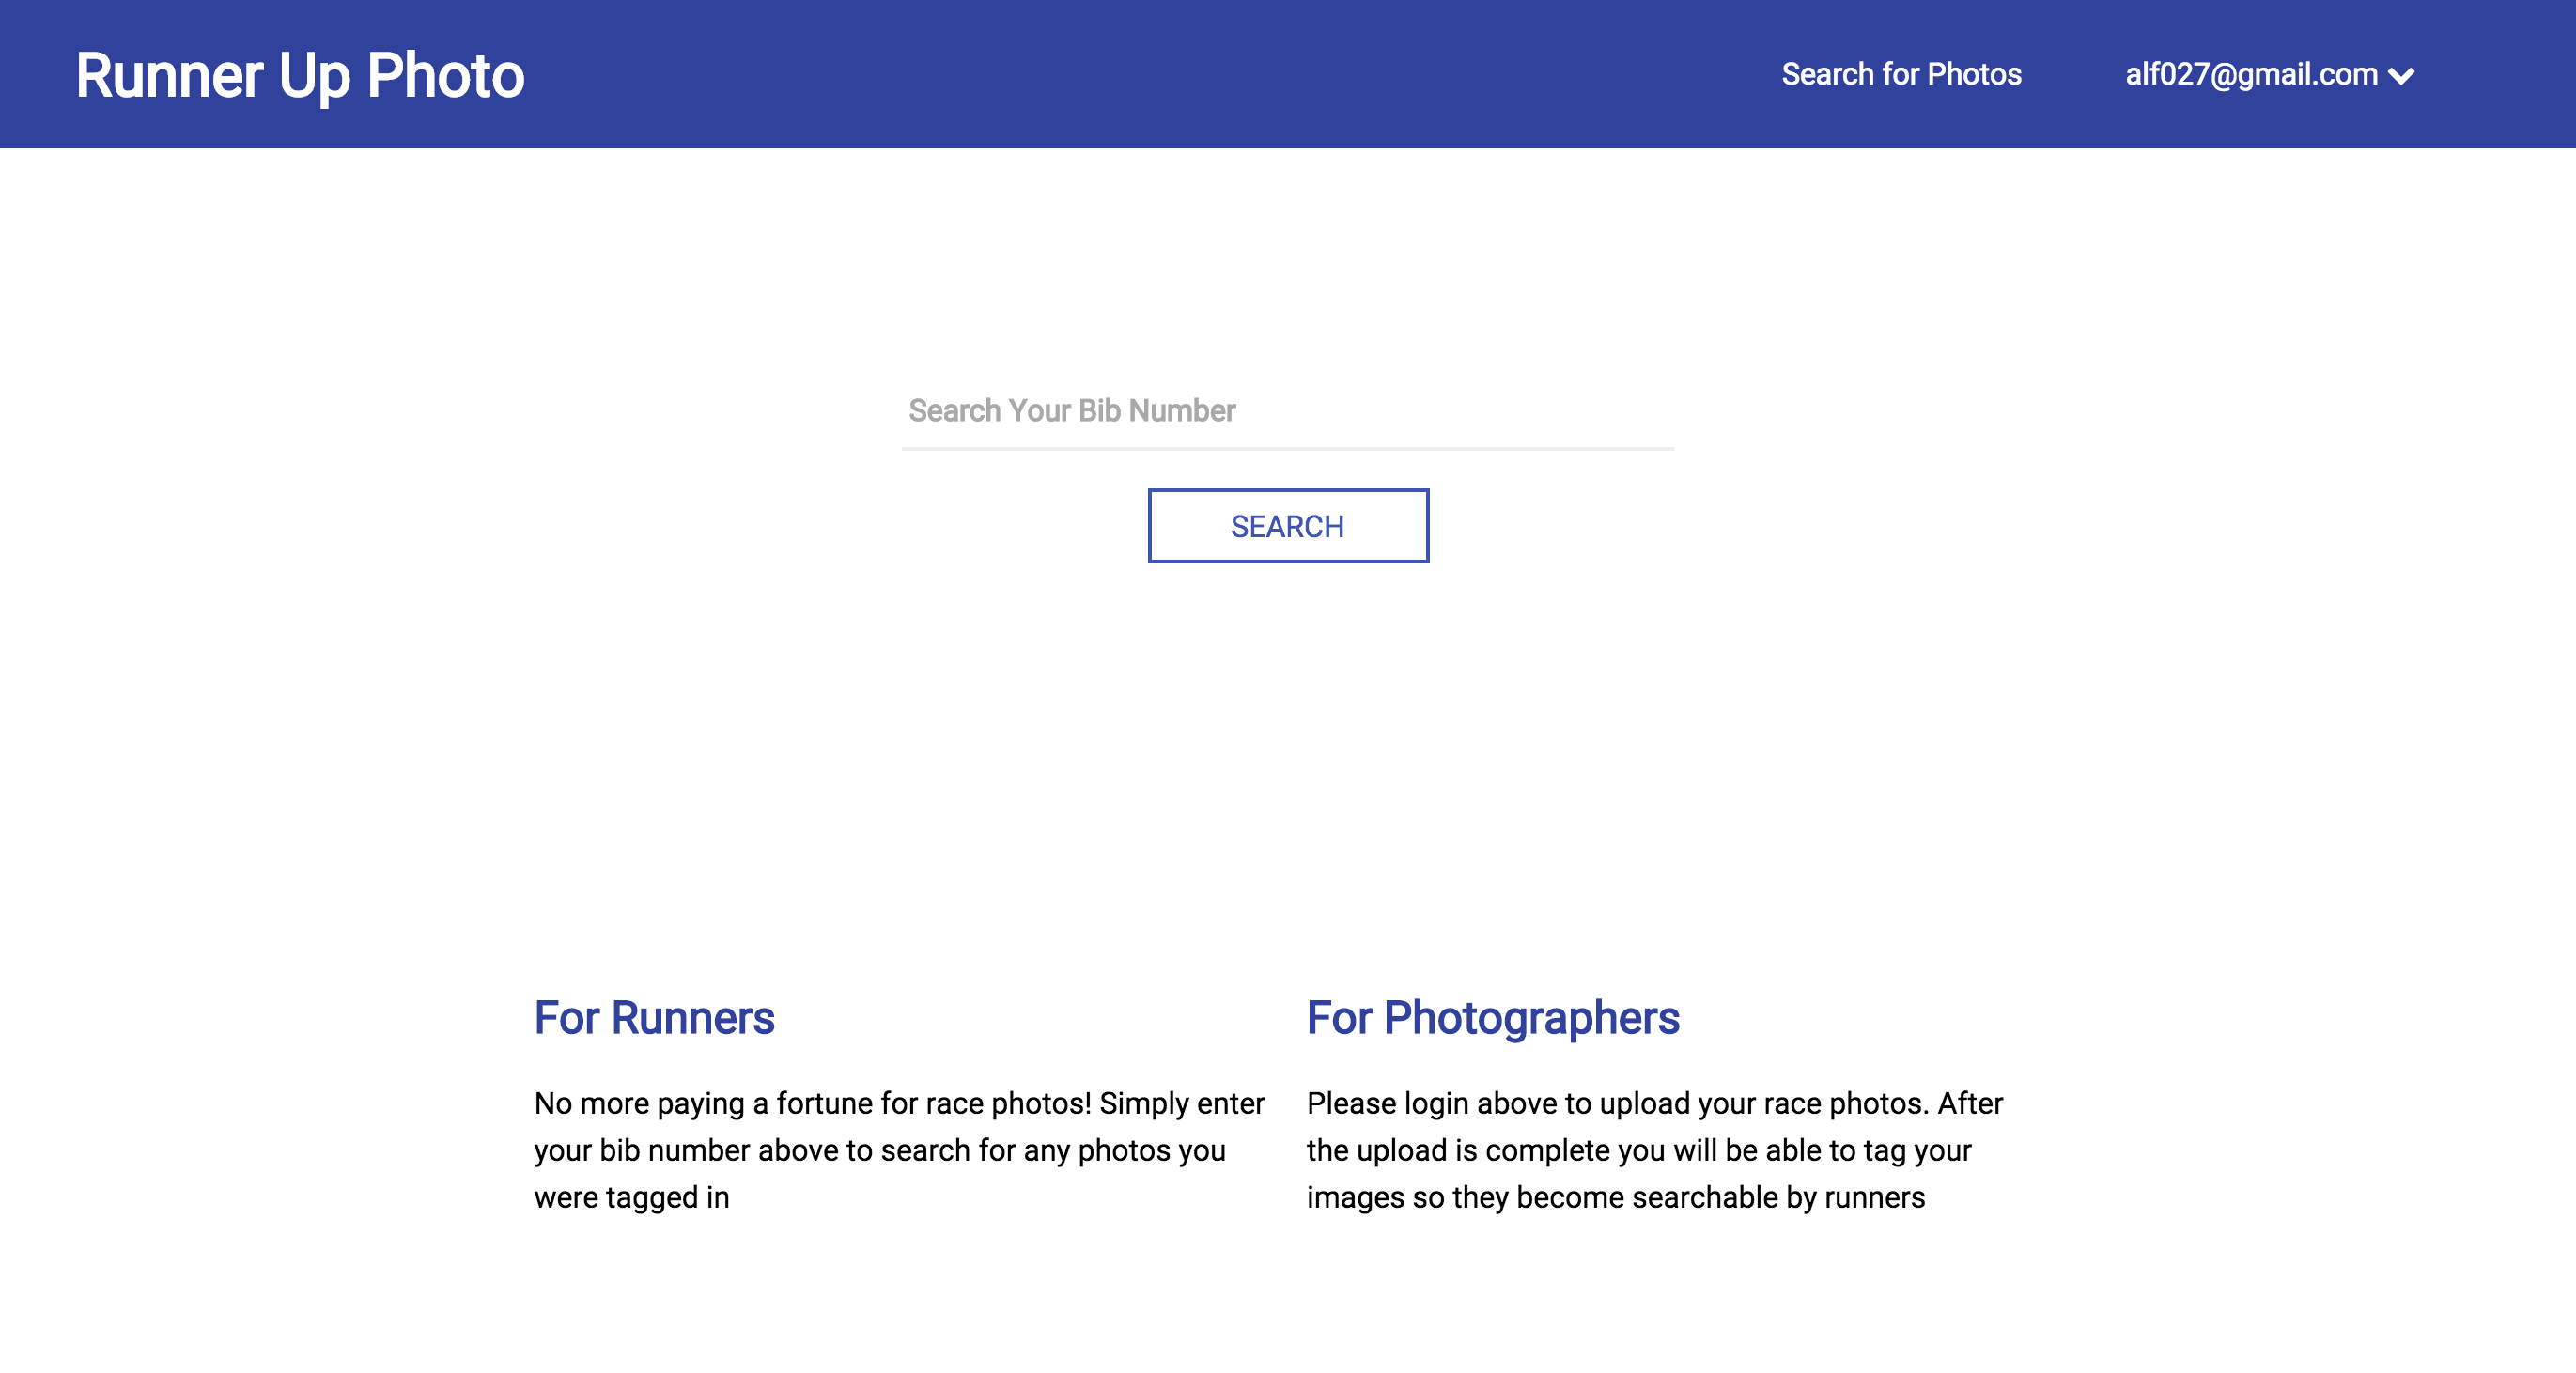 Runner Up Photo
Search for Photos
alf027@gmail.com
Search Your Bib Number
SEARCH
For Runners
No more paying a fortune for race photos! Simply enter
your bib number above to search for any photos you
were tagged in
For Photographers
Please login above to upload your race photos. After
the upload is complete you will be able to tag your
images so they become searchable by runners